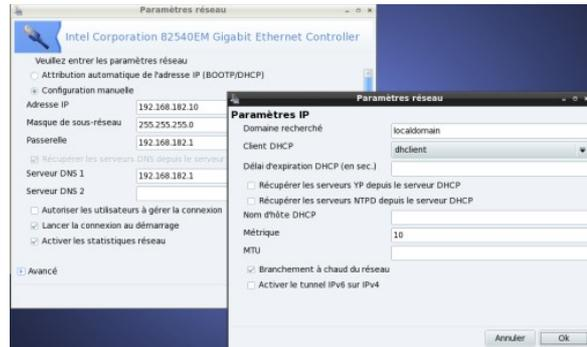 Paramètres réseau
Intel Corporation 82540EM Gigabit Ethernet Controller
Veuillez entrer les paramètres réseau
Attribution automatique de l'adresse IP (BOOTP/DHCP)
Configuration manuelle
Adresse IP
192.168.182.10
Masque de sous-réseau
255.255.255.0
Passerelle
192.168.182.1
Récupérer les serveurs DNS depuis le serveur
Serveur DNS 1
192.168.182.1
Serveur DNS 2
Autoriser les utilisateurs à gérer la connexion
Lancer la connexion au démarrage
Activer les statistiques réseau
Avancé
Paramètres réseau
Paramètres IP
Domaine recherché
localdomain
Client DHCP
dhclient
Délai d'expiration DHCP (en sec.)
Récupérer les serveurs YP depuis le serveur DHCP
Récupérer les serveurs NTPD depuis le serveur DHCP
Nom d'hôte DHCP
Métrique
10
MTU
Branchement à chaud du réseau
Activer le tunnel IPv6 sur IPv4
Annuler
Ok